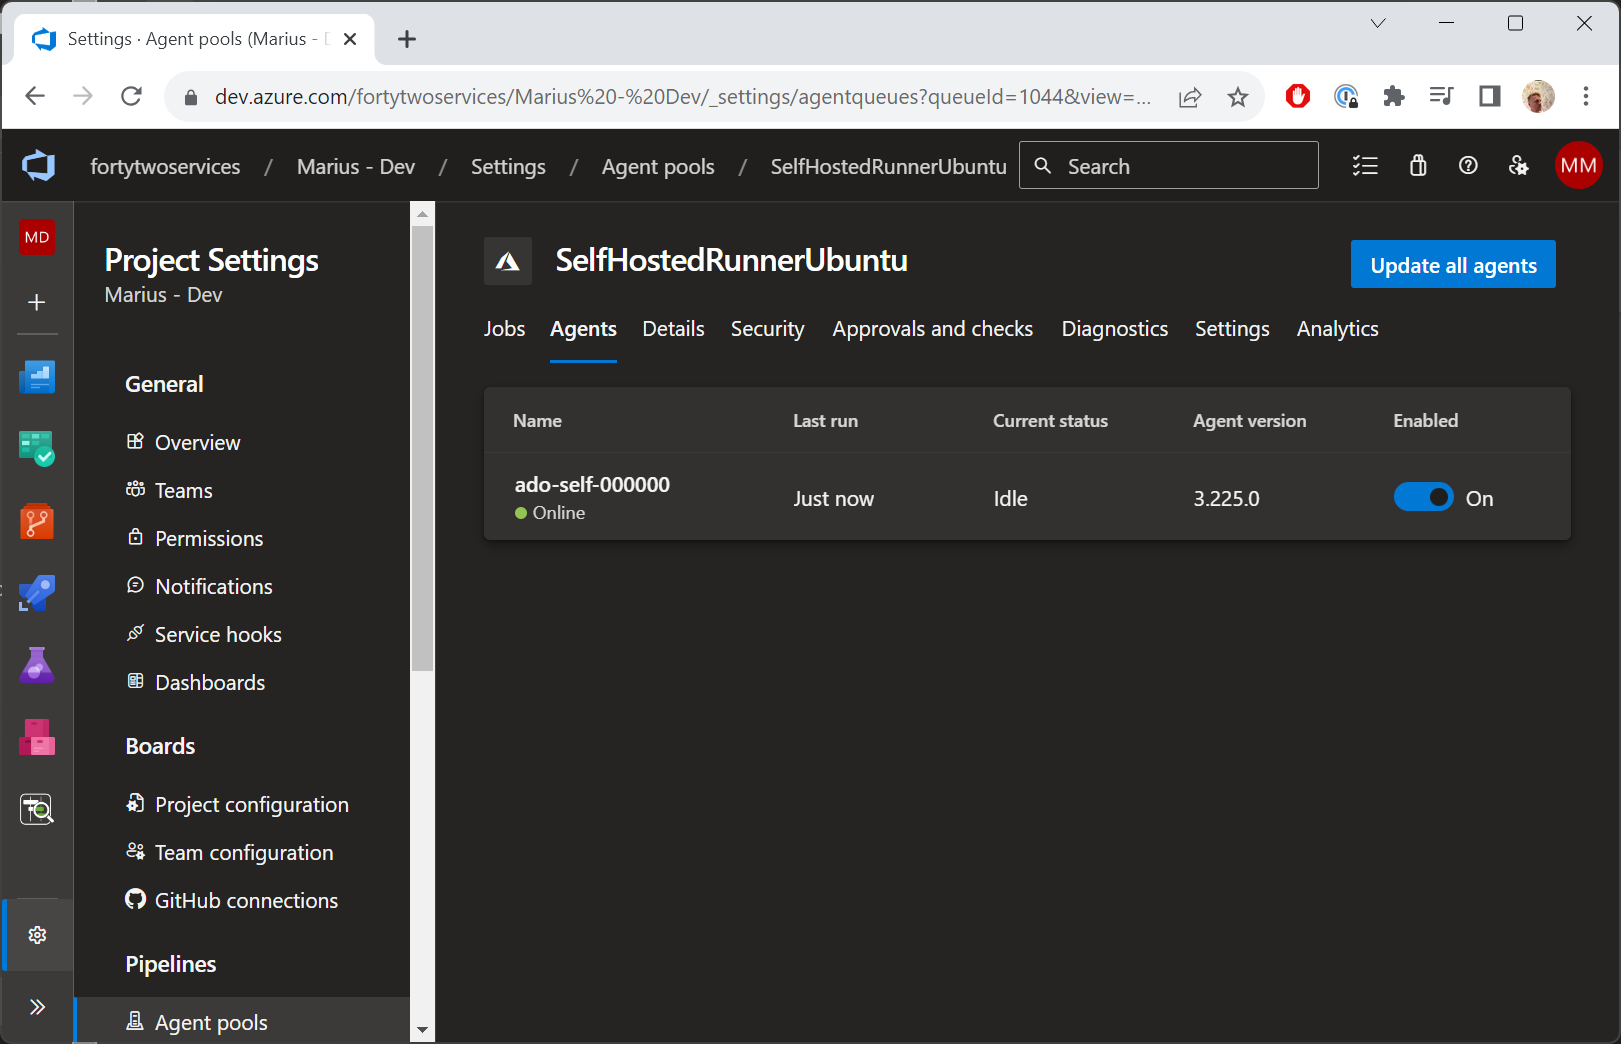 Settings · Agent pools (Marius -
dev.azure.com/fortytwoservices/Marius%20-%20Dev/_settings/agentqueues?queueId=1044&view=...
fortytwoservices / Marius - Dev / Settings / Agent pools / SelfHostedRunnerUbuntu
Search
MM
MD
Project Settings
Marius - Dev
General
Overview
Teams
Permissions
Notifications
Service hooks
Dashboards
Boards
Project configuration
Team configuration
GitHub connections
Pipelines
Agent pools
SelfHostedRunnerUbuntu
Update all agents
Jobs Agents Details Security Approvals and checks Diagnostics Settings Analytics
Name Last run Current status Agent version Enabled
ado-self-000000
Online
Just now Idle 3.225.0 On